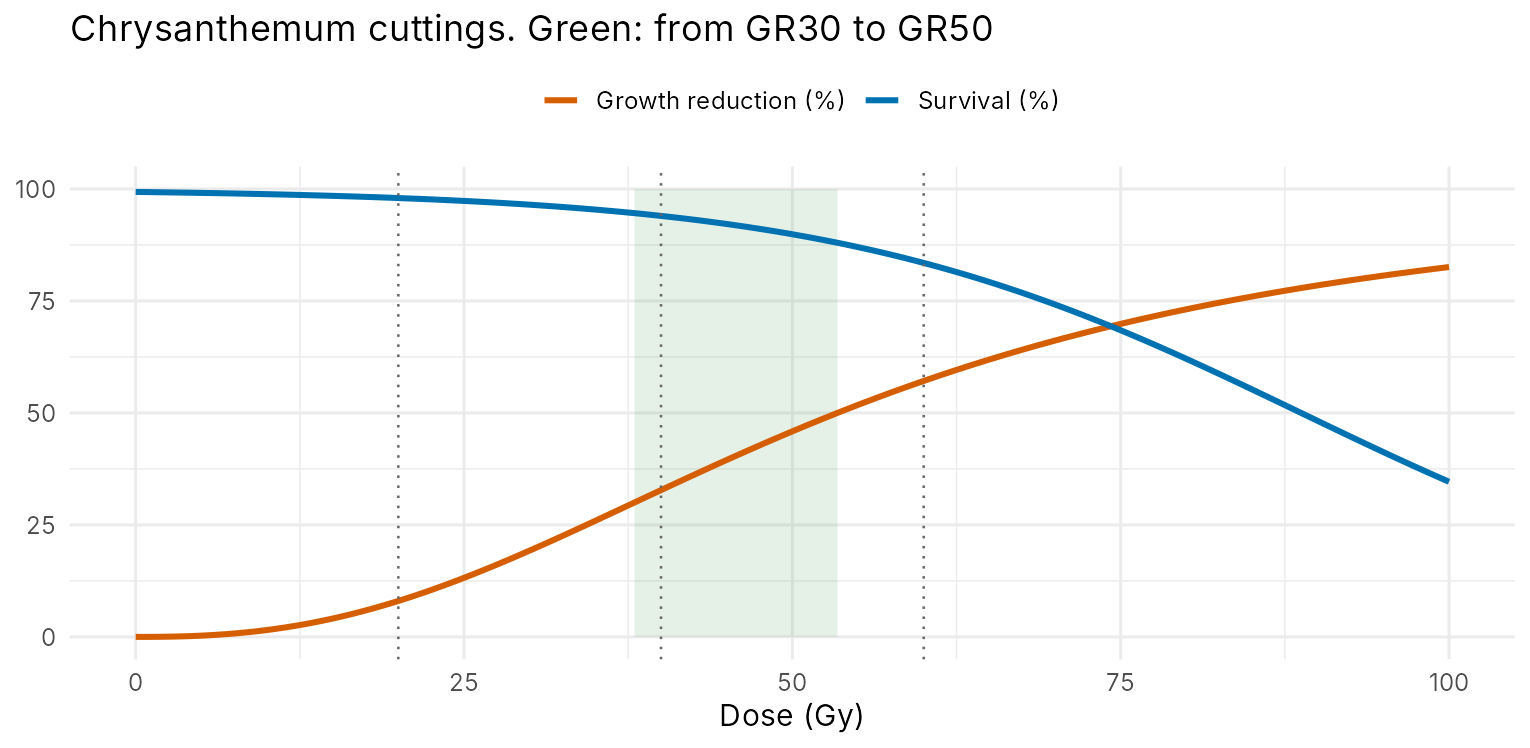 Chrysanthemum cuttings. Green: from GR30 to GR50
Growth reduction (%) Survival (%)
100
75
50
25
0
0 25 50 75 100
Dose (Gy)